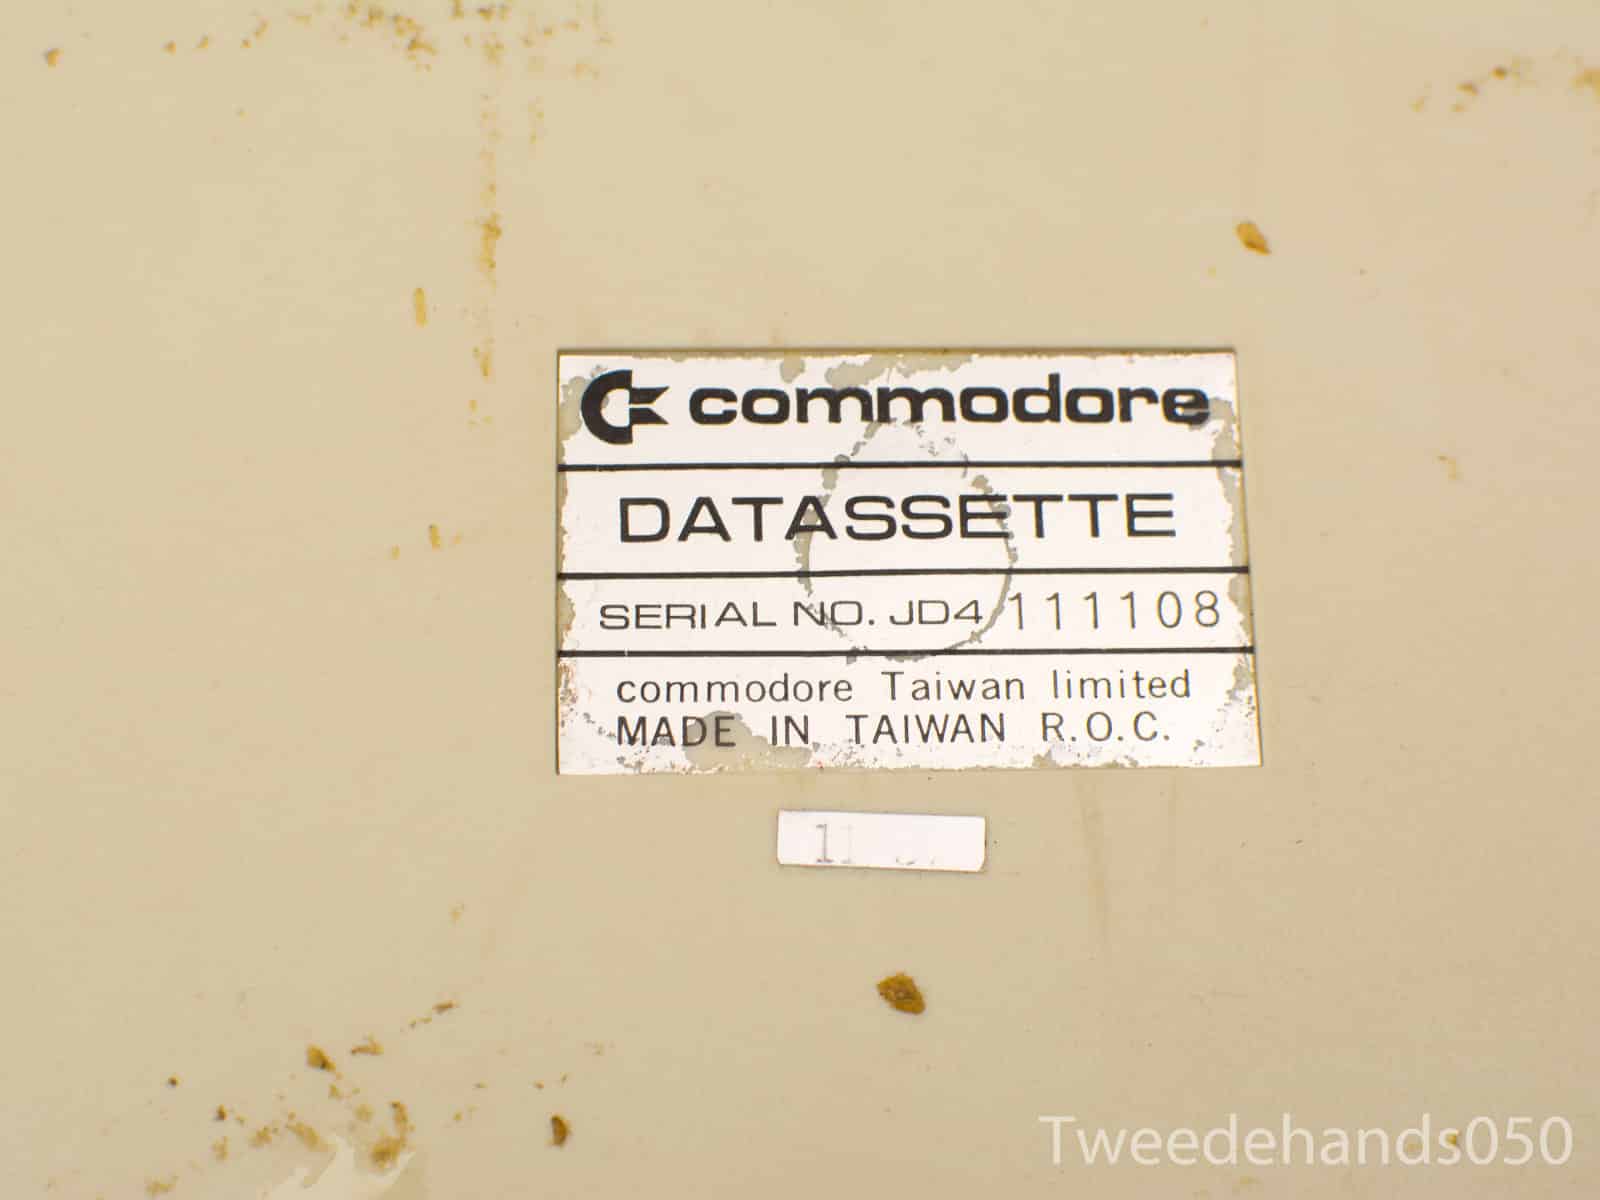 commodore
DATASSETTE
SERIAL NO. JD4 111108
commodore Taiwan limited
MADE IN TAIWAN R.O.C.
Tweedehands050